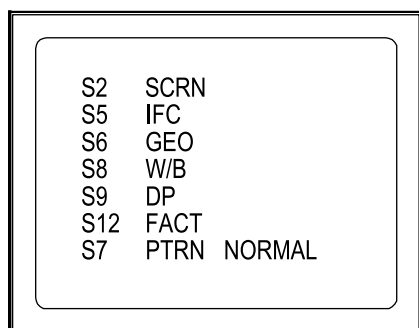 S2 SCRN
S5 IFC
S6 GEO
S8 W/B
S9 DP
S12 FACT
S7 PTRN NORMAL